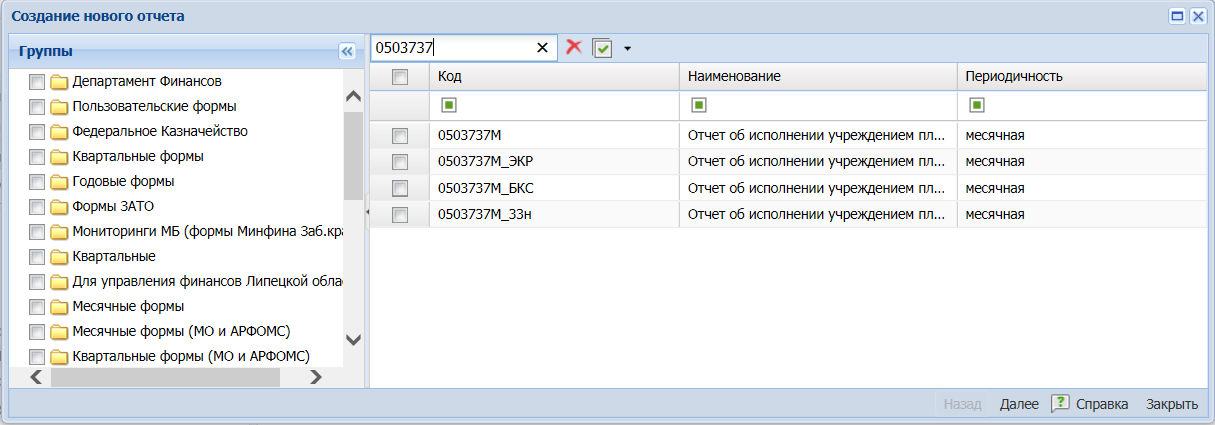 Создание нового отчета
Группы
Департамент Финансов
Пользовательские формы
Федеральное Казначейство
Квартальные формы
Годовые формы
Формы ЗАТО
Мониторинги МБ (формы Минфина Заб.кра
Квартальные
Для управления финансов Липецкой обла
Месячные формы
Месячные формы (МО и АРФОМС)
Квартальные формы (МО и АРФОМС)
0503737
Код Наименование Периодичность
0503737М Отчет об исполнении учреждением пл... месячная
0503737М_ЭКР Отчет об исполнении учреждением пл... месячная
0503737М_БКС Отчет об исполнении учреждением пл... месячная
0503737М_33н Отчет об исполнении учреждением пл... месячная
Назад Далее Справка Закрыть